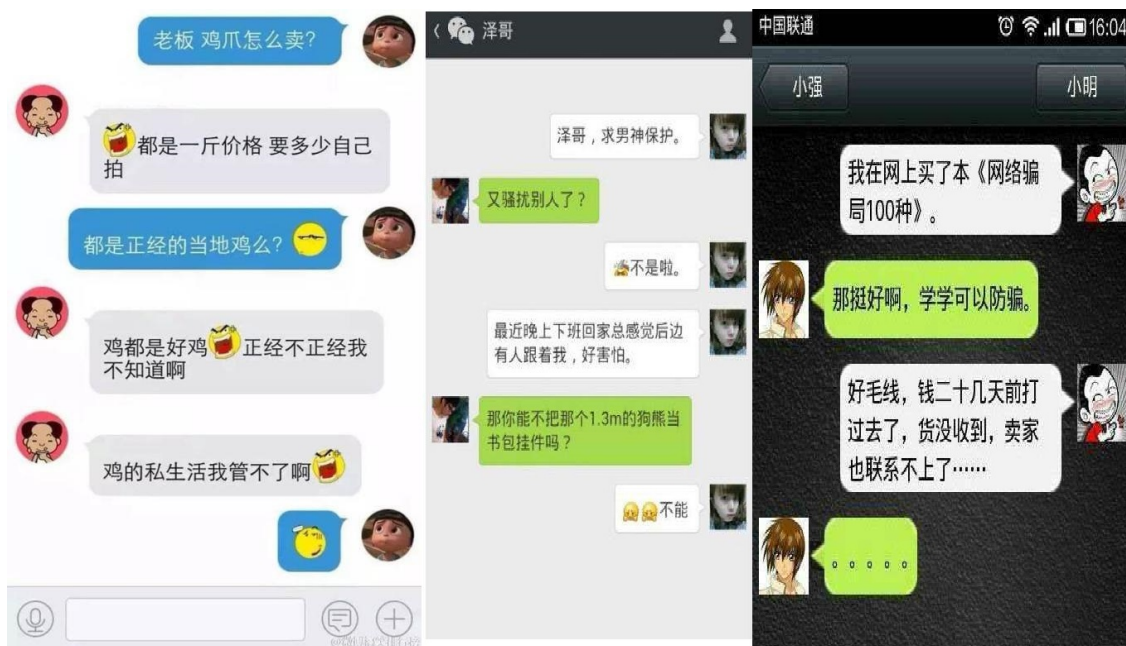 老板 鸡爪怎么卖?
都是一斤价格 要多少自己
拍
都是正经的当地鸡么?
鸡都是好鸡 正经不正经我
不知道啊
鸡的私生活我管不了啊
泽哥
泽哥，求男神保护。
又骚扰别人了？
不是啦。
最近晚上下班回家总感觉后边
有人跟着我，好害怕。
那你能不把那个1.3m的狗熊当
书包挂件吗？
不能
中国联通 16:04
小强 小明
我在网上买了本《网络骗
局100种》。
那挺好啊，学学可以防骗。
好毛线，钱二十几天前打
过去了，货没收到，卖家
也联系不上了……
。。。。。